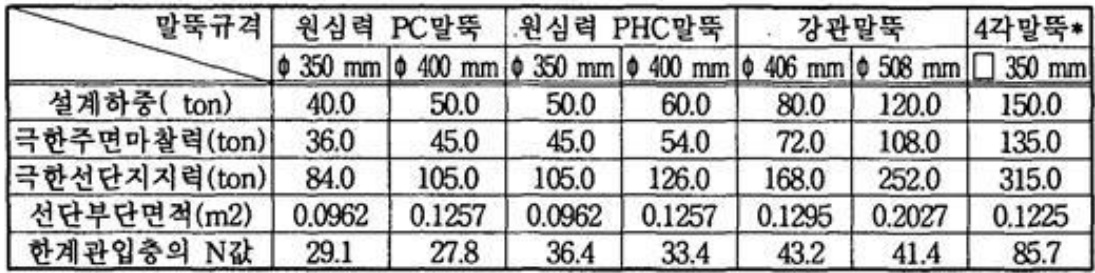 말뚝규격 원심력 PC말뚝 원심력 PHC말뚝 강관말뚝 4각말뚝*
ϕ 350 mm ϕ 400 mm ϕ 350 mm ϕ 400 mm ϕ 406 mm ϕ 508 mm □ 350 mm
설계하중( ton) 40.0 50.0 50.0 60.0 80.0 120.0 150.0
극한주면마찰력(ton) 36.0 45.0 45.0 54.0 72.0 108.0 135.0
극한선단지지력(ton) 84.0 105.0 105.0 126.0 168.0 252.0 315.0
선단부단면적(m2) 0.0962 0.1257 0.0962 0.1257 0.1295 0.2027 0.1225
한계관입층의 N값 29.1 27.8 36.4 33.4 43.2 41.4 85.7